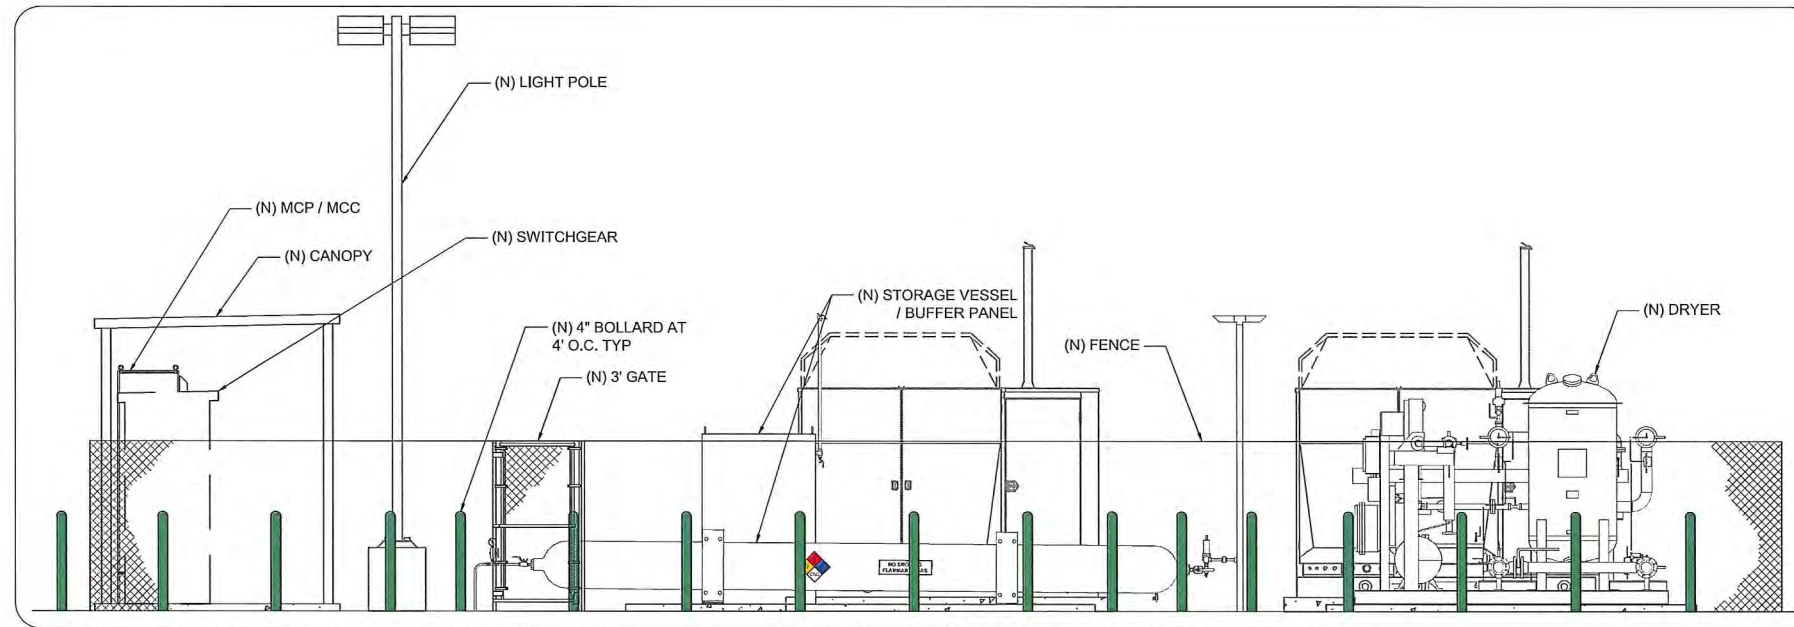 (N) LIGHT POLE
(N) MCP / MCC
(N) SWITCHGEAR
(N) CANOPY
(N) STORAGE VESSEL
/ BUFFER PANEL
(N) DRYER
(N) 4" BOLLARD AT
4' O.C. TYP
(N) FENCE
(N) 3' GATE